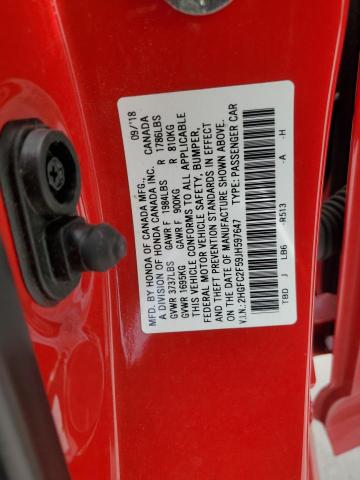 MFD. BY HONDA OF CANADA MFG. 09/'18
A DIVISION OF HONDA CANADA INC. CANADA
GVWR 3737LBS GAWR F 1984LBS R 1786LBS
GVWR 1695KG GAWR F 900KG R 810KG
THIS VEHICLE CONFORMS TO ALL APPLICABLE
FEDERAL MOTOR VEHICLE SAFETY, BUMPER,
AND THEFT PREVENTION STANDARDS IN EFFECT
ON THE DATE OF MANUFACTURE SHOWN ABOVE.
V.I.N.: 2HGFC2F59JH597647 TYPE: PASSENGER CAR
TBD J LB6 R513 -A -H